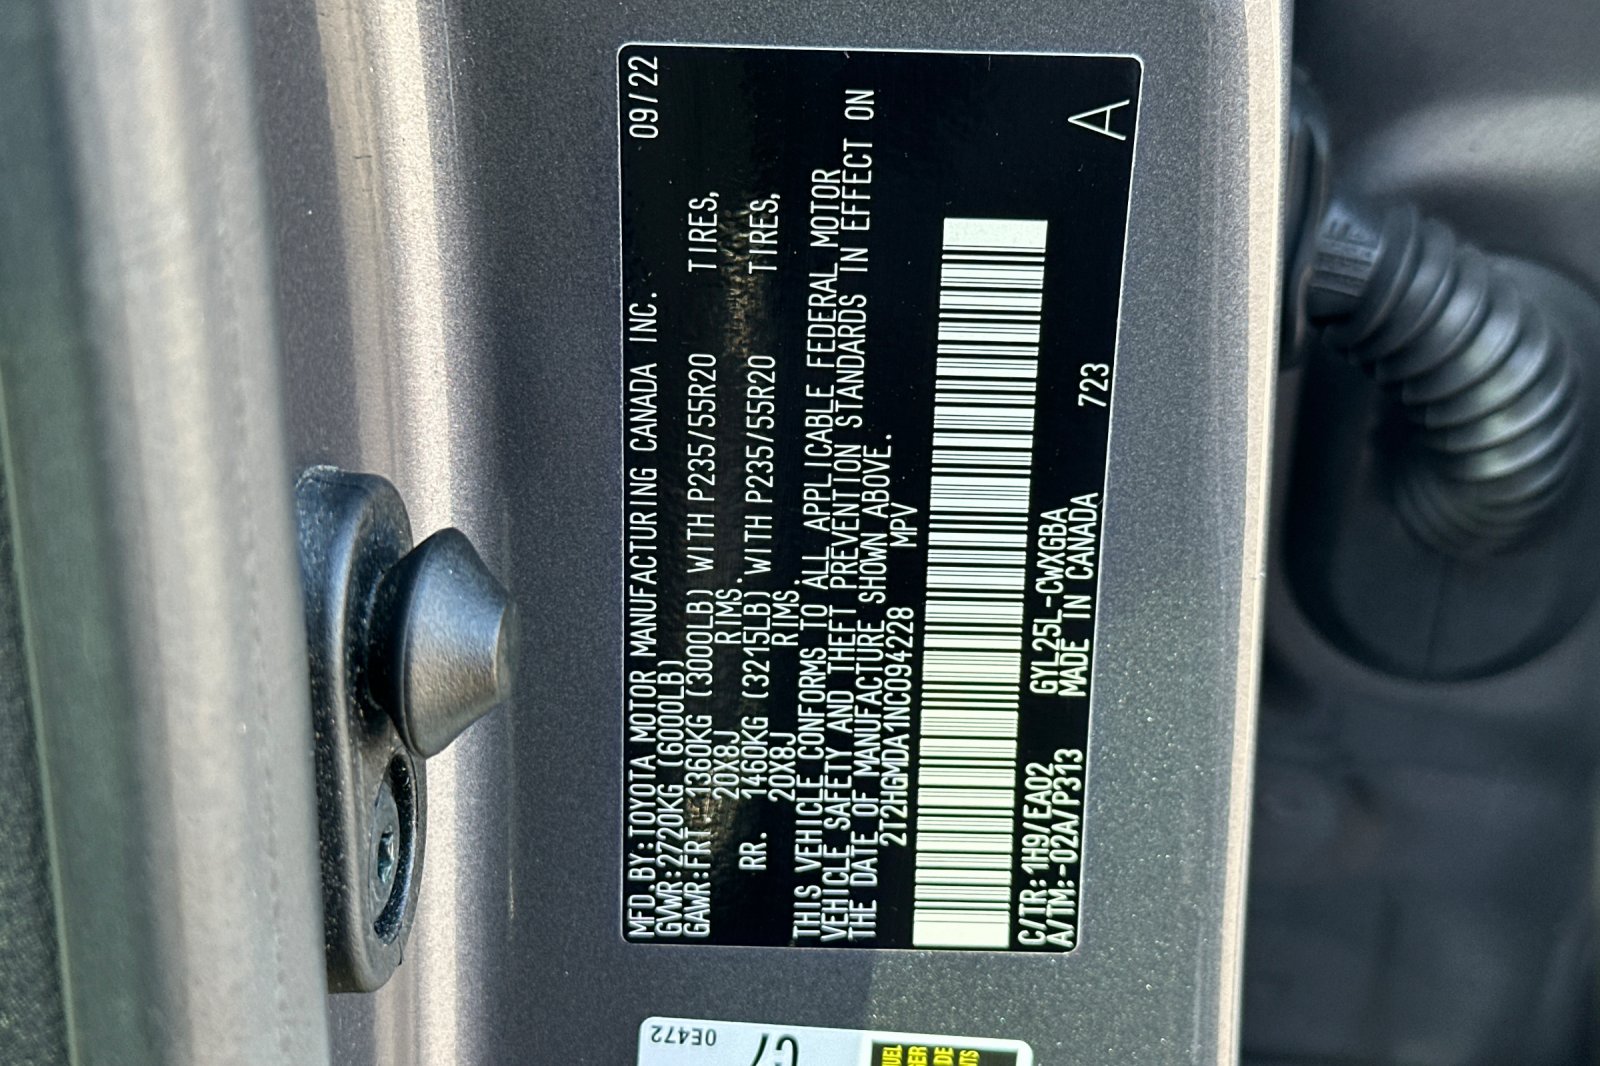 MFD.BY:TOYOTA MOTOR MANUFACTURING CANADA INC. 09/22
GVWR:2720KG (6000LB)
GAWR:FRT. 1360KG (3000LB) WITH P235/55R20 TIRES,
20X8J RIMS.
RR. 1460KG (3215LB) WITH P235/55R20 TIRES,
20X8J RIMS.
THIS VEHICLE CONFORMS TO ALL APPLICABLE FEDERAL MOTOR
VEHICLE SAFETY AND THEFT PREVENTION STANDARDS IN EFFECT ON
THE DATE OF MANUFACTURE SHOWN ABOVE.
2T2HGMDA1NC094228 MPV
C/TR:1H9/EA02 GYL25L-CWXGBA 723
A/TM:-02A/P313 MADE IN CANADA A
0E472